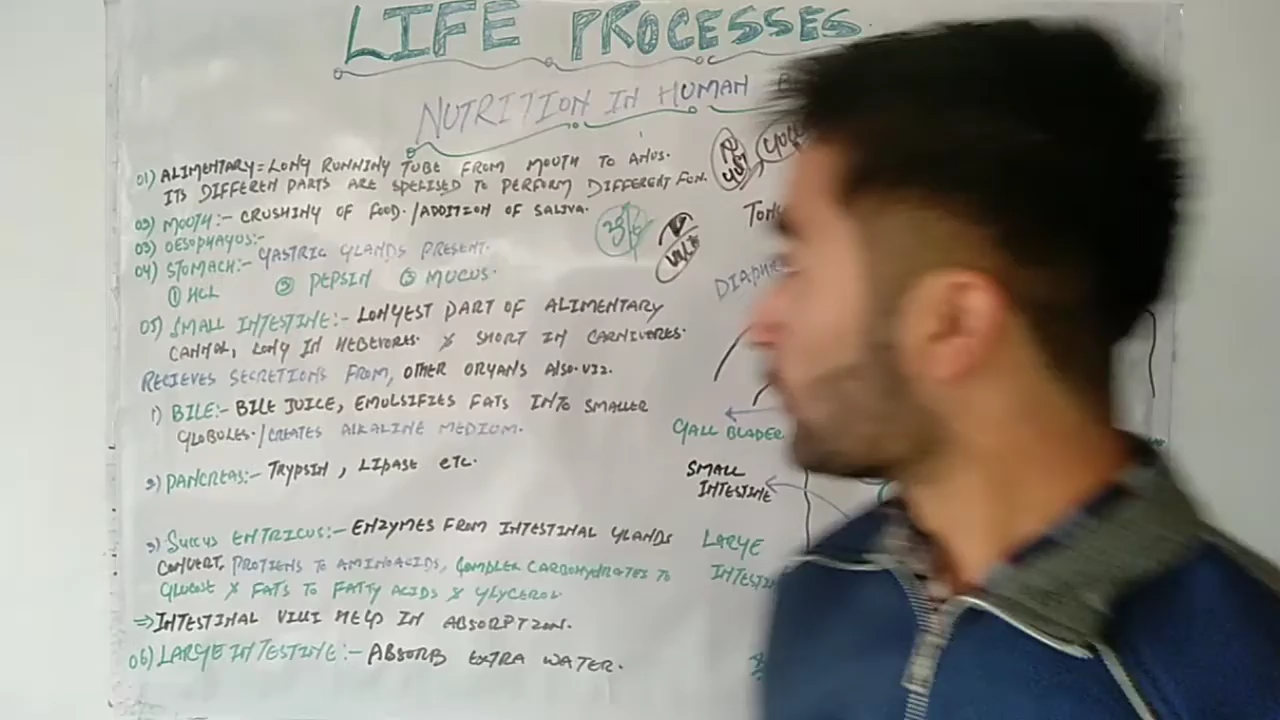 LIFE PROCESSES.
NUTRITION IN HUMAN
01) ALIMENTARY = LONG RUNNING TUBE FROM MOUTH TO ANUS.
ITS DIFFEREN PARTS ARE SPELISED TO PERFORM DIFFERENT FUN.
02) MOUTH:- CRUSHING OF FOOD./ADDITION OF SALIVA.
03) OESOPHAGUS:-
04) STOMACH:- GASTRIC GLANDS PRESENT.
① HCL ② PEPSIN ③ MUCUS.
05) SMALL INTESTINE:- LONGEST PART OF ALIMENTARY
CANNAL, LONG IN HEBEVORES. & SHORT IN CARNIVERES.
RECIEVES SECRETIONS FROM, OTHER ORGANS ALSO. VIZ.
1) BILE:- BILE JUICE, EMULSIFIES FATS INTO SMALLER
GLOBULES./CREATES ALKALINE MEDIUM.
2) PANCREAS:- TRYPSIN, LIPASE etc.
3) SUCCUS ENTRICUS:- ENZYMES FROM INTESTINAL GLANDS
CONVERT, PROTIENS TO AMINOACIDS, COMPLEX CARBOHYDRATES TO
GLUCOSE & FATS TO FATTY ACIDS & GLYCEROL
⇒ INTESTINAL VILLI HELP IN ABSORPTION.
06) LARGE INTESTINE:- ABSORB EXTRA WATER.
GALL BLADER
SMALL
INTESTINE
LARGE